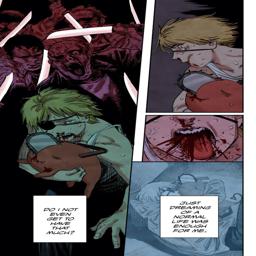 DO I NOT
EVEN
GET TO
HAVE
THAT
MUCH?
JUST
DREAMING
OF A
NORMAL
LIFE WAS
ENOUGH
FOR ME.